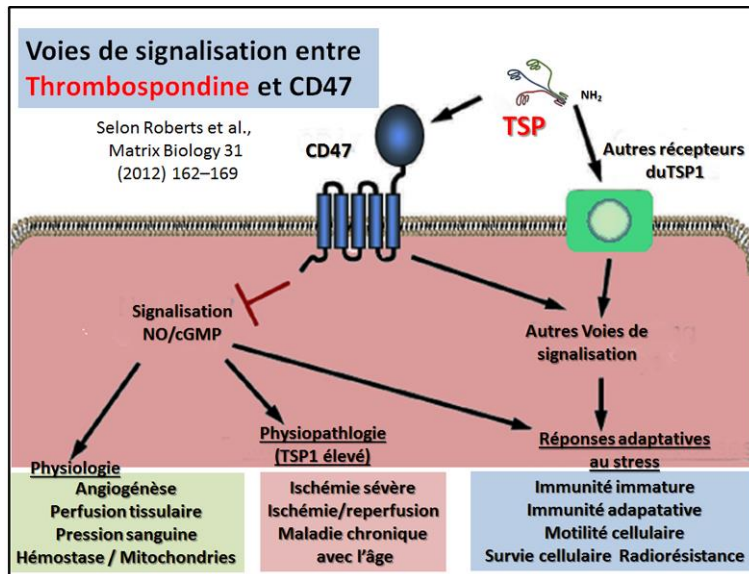 Voies de signalisation entre
Thrombospondine et CD47
Selon Roberts et al.,
Matrix Biology 31
(2012) 162–169
CD47
TSP
NH2
Autres récepteurs
duTSP1
Signalisation
NO/cGMP
Autres Voies de
signalisation
Physiologie
Angiogénèse
Perfusion tissulaire
Pression sanguine
Hémostase / Mitochondries
Physiopathlogie
(TSP1 élevé)
Ischémie sévère
Ischémie/reperfusion
Maladie chronique
avec l'âge
Réponses adaptatives
au stress
Immunité immature
Immunité adapatative
Motilité cellulaire
Survie cellulaire Radiorésistance